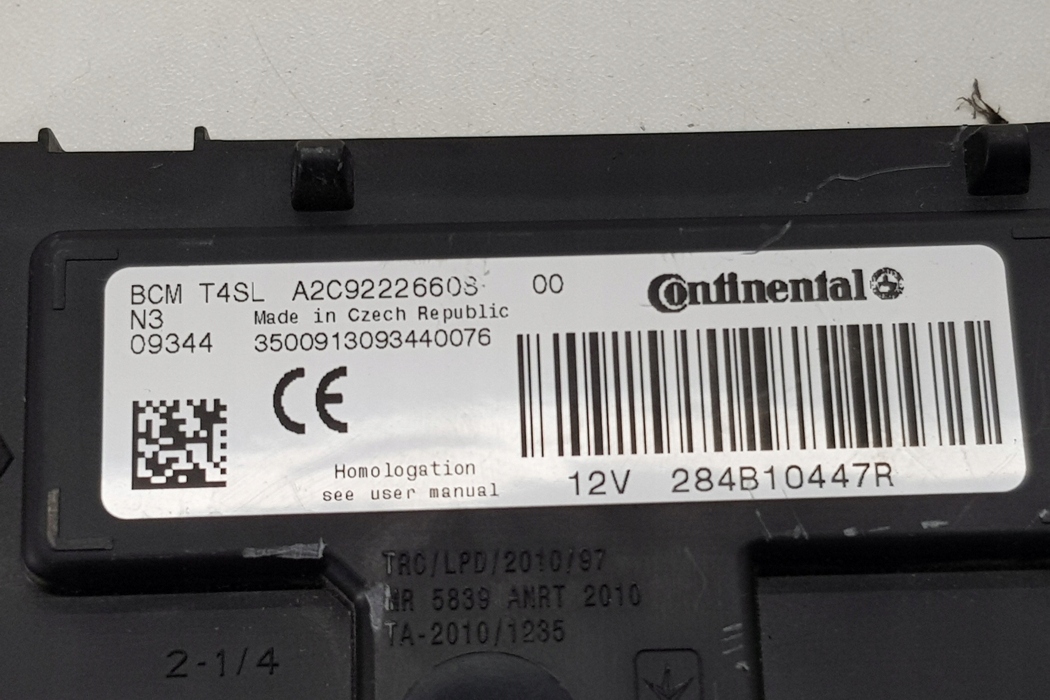 BCM T4SL A2C92226608 00
Continental
N3 Made in Czech Republic
09344 3500913093440076
CE
Homologation
see user manual
12V 284B10447R
TRC/LPD/2010/97
MR 5839 ANRT 2010
TA-2010/1235
2-1/4